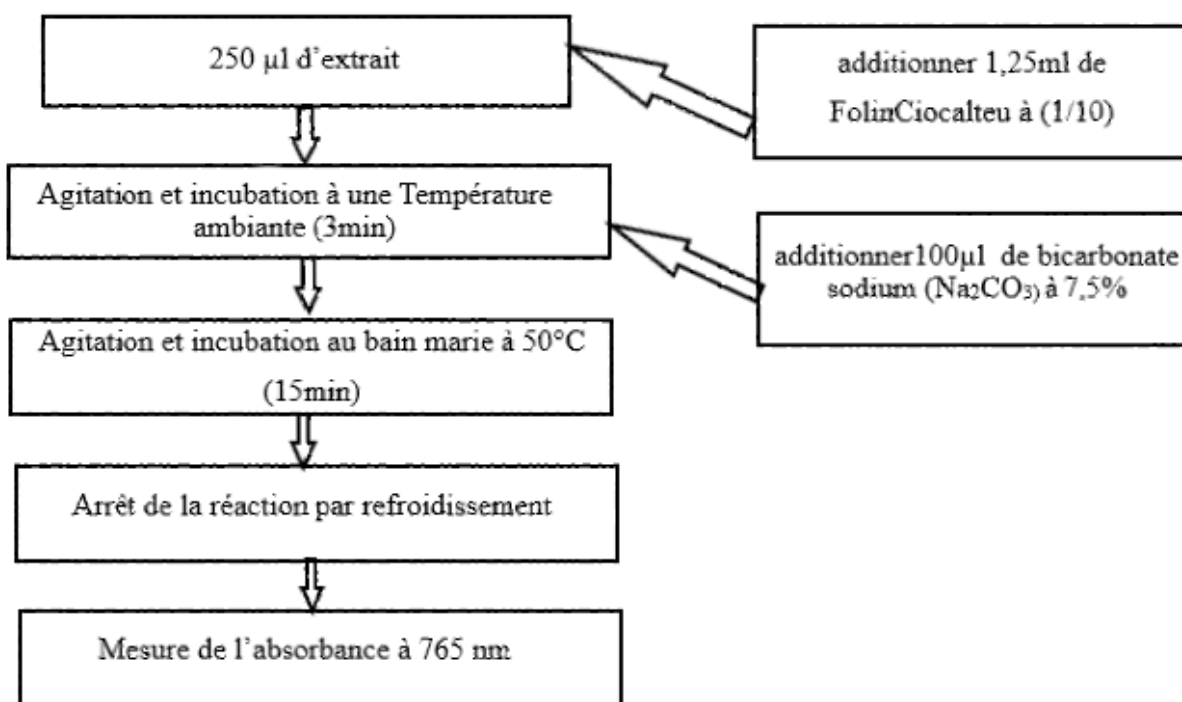 250 µl d'extrait
additionner 1,25ml de
FolinCiocalteu à (1/10)
Agitation et incubation à une Température
ambiante (3min)
additionner100µl de bicarbonate
sodium (Na₂CO₃₎ à 7,5%
Agitation et incubation au bain marie à 50°C
(15min)
Arrêt de la réaction par refroidissement
Mesure de l'absorbance à 765 nm